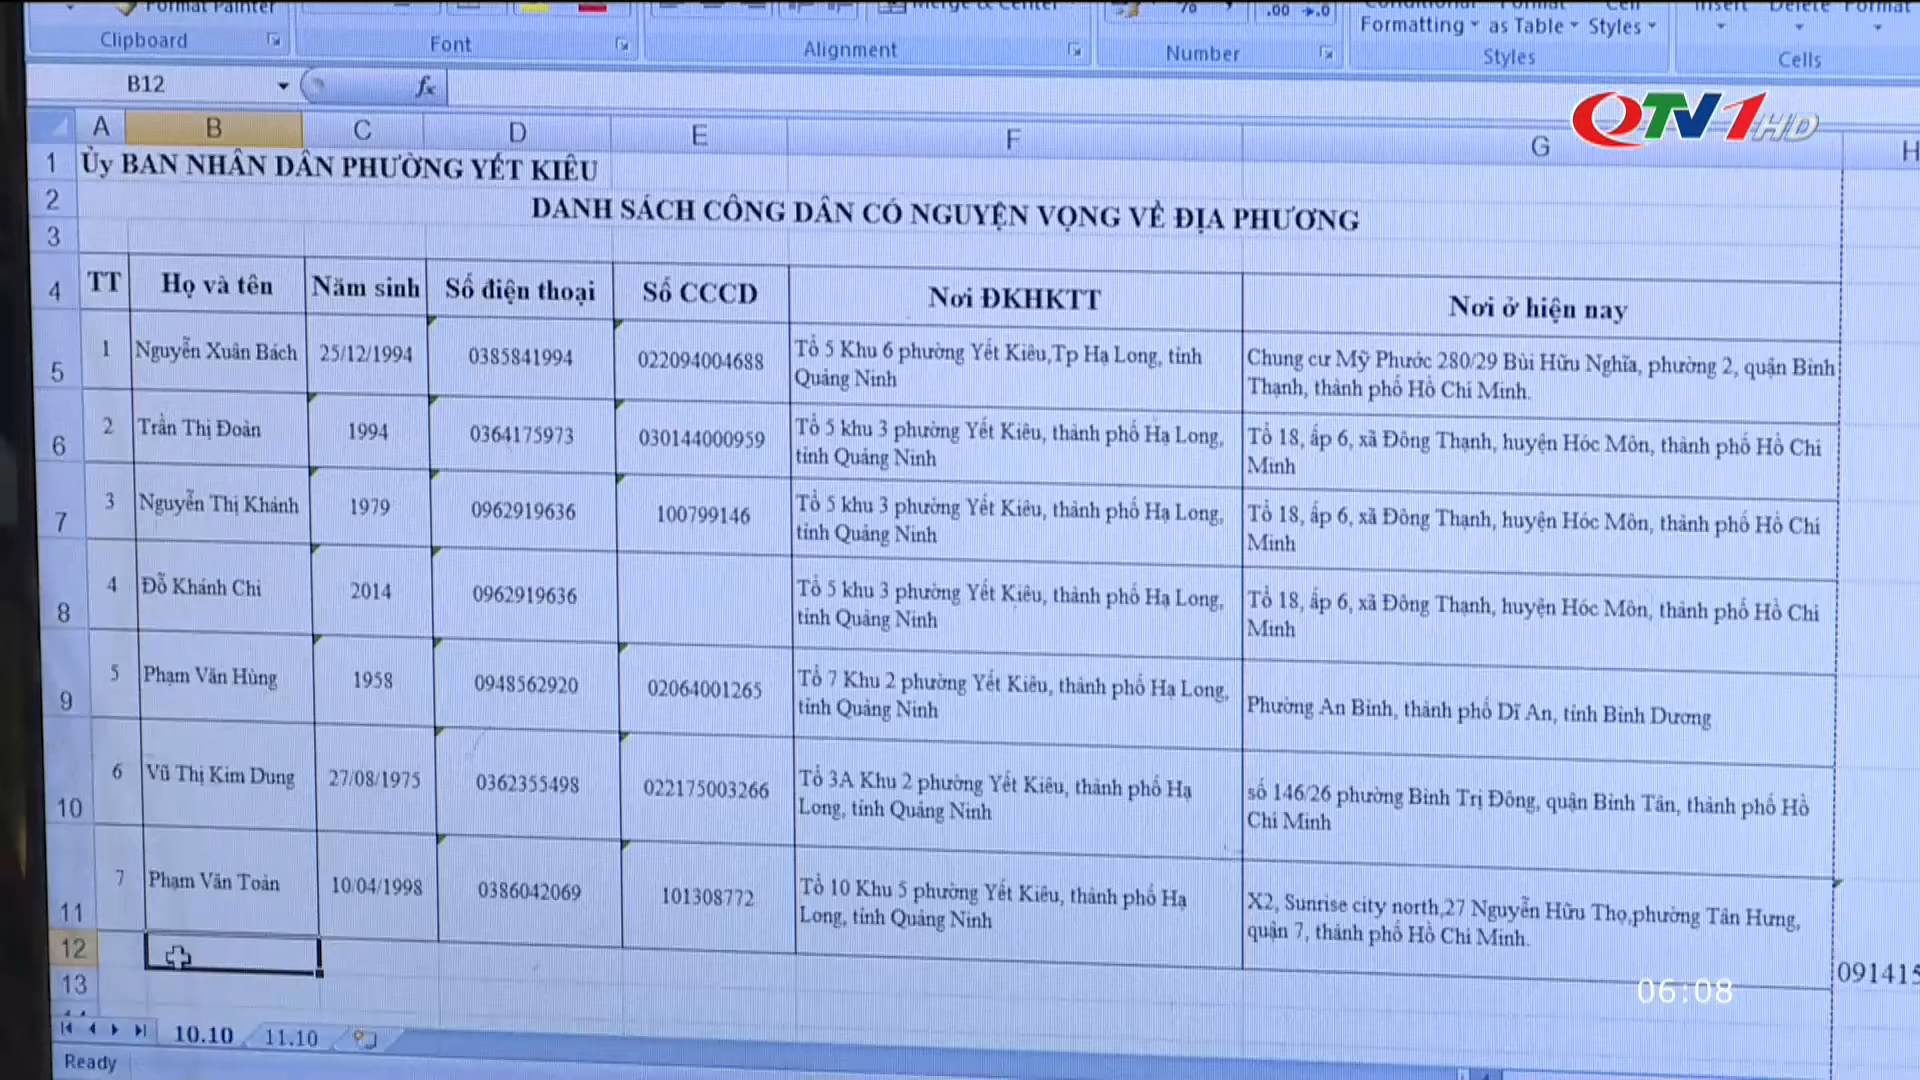 Format Painter
Merge & Center
.00 .0
Formatting as Table Styles
Clipboard Font Alignment Number Styles Cells
B12 fx
QTV1HD
A B C D E F G H
1 Ủy BAN NHÂN DÂN PHƯỜNG YẾT KIÊU
2 DANH SÁCH CÔNG DÂN CÓ NGUYỆN VỌNG VỀ ĐỊA PHƯƠNG
3
4 TT Họ và tên Năm sinh Số điện thoại Số CCCD Nơi ĐKHKTT Nơi ở hiện nay
5 1 Nguyễn Xuân Bách 25/12/1994 0385841994 022094004688 Tổ 5 Khu 6 phường Yết Kiêu,Tp Hạ Long, tỉnh Quảng Ninh Chung cư Mỹ Phước 280/29 Bùi Hữu Nghĩa, phường 2, quận Bình Thạnh, thành phố Hồ Chí Minh.
6 2 Trần Thị Đoàn 1994 0364175973 030144000959 Tổ 5 khu 3 phường Yết Kiêu, thành phố Hạ Long, tỉnh Quảng Ninh Tổ 18, ấp 6, xã Đông Thạnh, huyện Hóc Môn, thành phố Hồ Chí Minh
7 3 Nguyễn Thị Khánh 1979 0962919636 100799146 Tổ 5 khu 3 phường Yết Kiêu, thành phố Hạ Long, tỉnh Quảng Ninh Tổ 18, ấp 6, xã Đông Thạnh, huyện Hóc Môn, thành phố Hồ Chí Minh
8 4 Đỗ Khánh Chi 2014 0962919636 Tổ 5 khu 3 phường Yết Kiêu, thành phố Hạ Long, tỉnh Quảng Ninh Tổ 18, ấp 6, xã Đông Thạnh, huyện Hóc Môn, thành phố Hồ Chí Minh
9 5 Phạm Văn Hùng 1958 0948562920 02064001265 Tổ 7 Khu 2 phường Yết Kiêu, thành phố Hạ Long, tỉnh Quảng Ninh Phường An Bình, thành phố Dĩ An, tỉnh Bình Dương
10 6 Vũ Thị Kim Dung 27/08/1975 0362355498 022175003266 Tổ 3A Khu 2 phường Yết Kiêu, thành phố Hạ Long, tỉnh Quảng Ninh số 146/26 phường Bình Trị Đông, quận Bình Tân, thành phố Hồ Chí Minh
11 7 Phạm Văn Toản 10/04/1998 0386042069 101308772 Tổ 10 Khu 5 phường Yết Kiêu, thành phố Hạ Long, tỉnh Quảng Ninh X2, Sunrise city north,27 Nguyễn Hữu Thọ,phường Tân Hưng, quận 7, thành phố Hồ Chí Minh.
12
091415
13
06:08
10.10 11.10
Ready